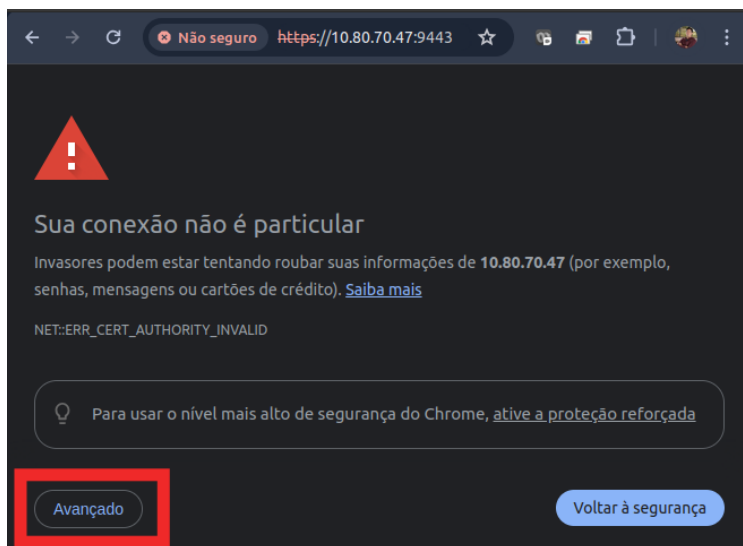 Não seguro https://10.80.70.47:9443
Sua conexão não é particular
Invasores podem estar tentando roubar suas informações de 10.80.70.47 (por exemplo,
senhas, mensagens ou cartões de crédito). Saiba mais
NET::ERR_CERT_AUTHORITY_INVALID
Para usar o nível mais alto de segurança do Chrome, ative a proteção reforçada
Avançado
Voltar à segurança